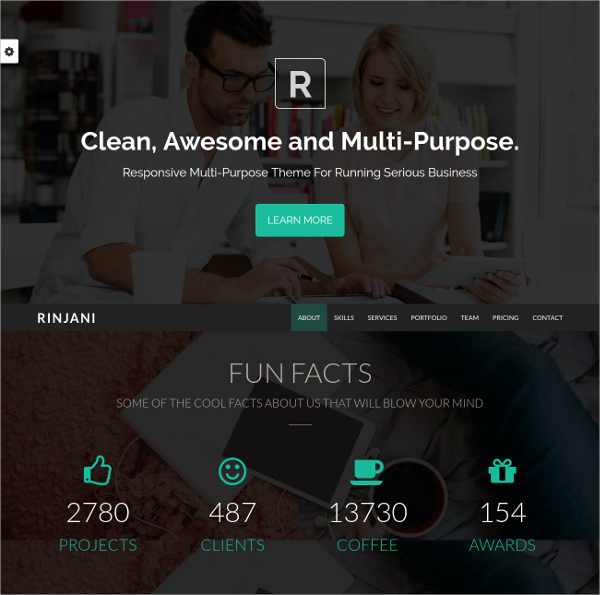 R
Clean, Awesome and Multi-Purpose.
Responsive Multi-Purpose Theme For Running Serious Business
LEARN MORE
RINJANI ABOUT SKILLS SERVICES PORTFOLIO TEAM PRICING CONTACT
FUN FACTS
SOME OF THE COOL FACTS ABOUT US THAT WILL BLOW YOUR MIND
2780 487 13730 154
PROJECTS CLIENTS COFFEE AWARDS